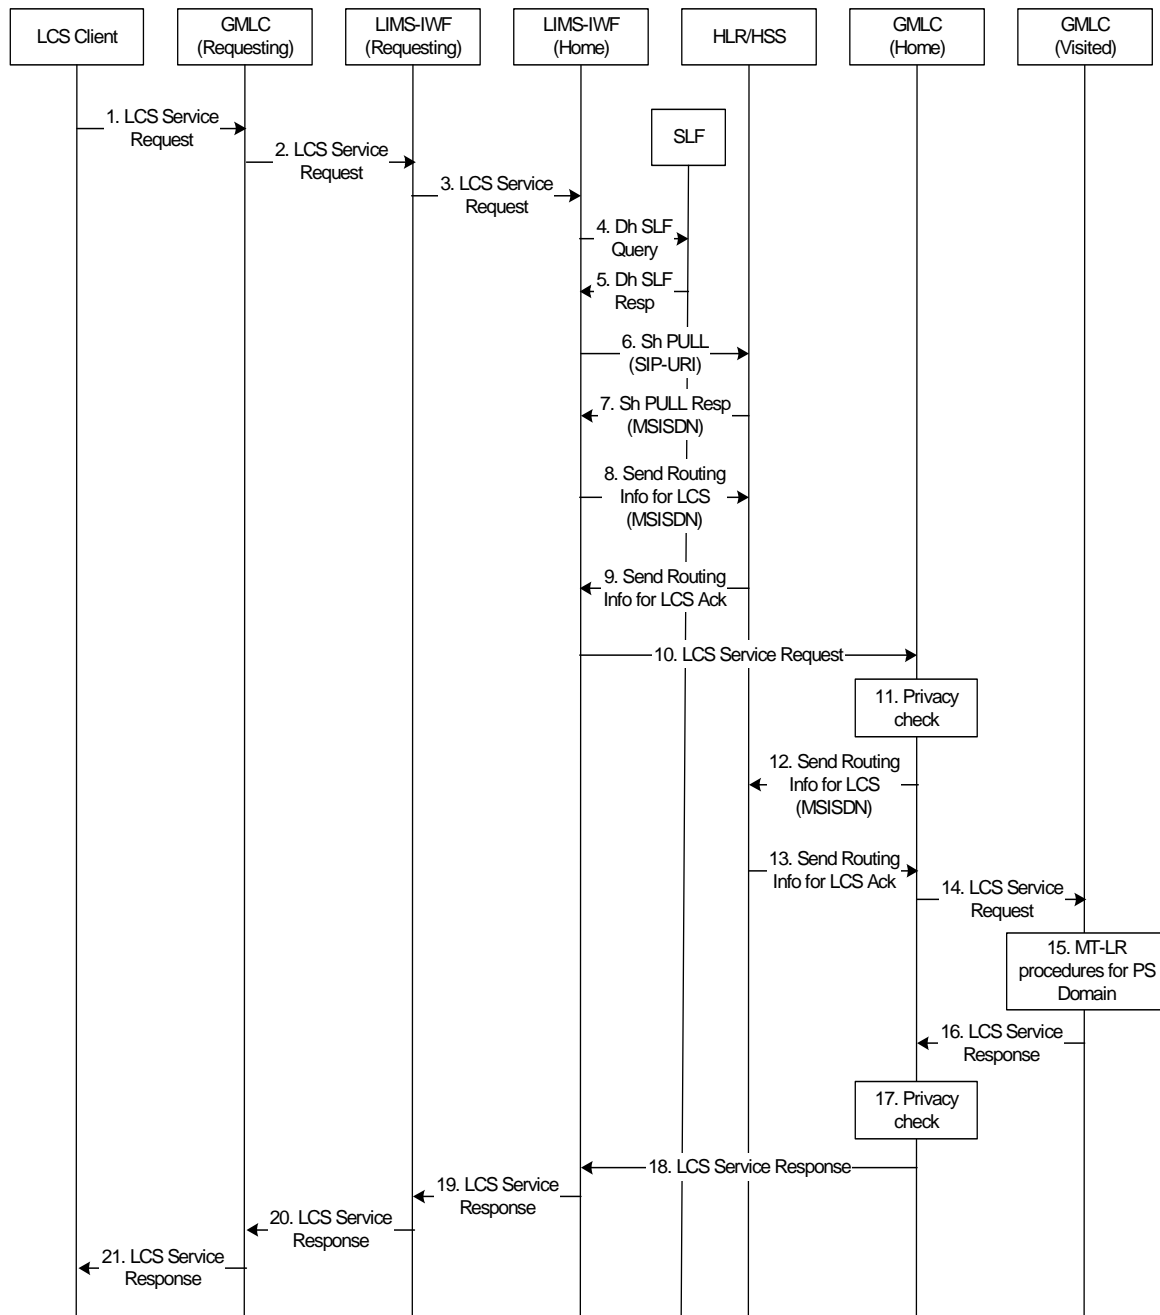 LCS Client
GMLC
(Requesting)
LIMS-IWF
(Requesting)
LIMS-IWF
(Home)
HLR/HSS
GMLC
(Home)
GMLC
(Visited)
1. LCS Service
Request
SLF
2. LCS Service
Request
3. LCS Service
Request
4. Dh SLF
Query
5. Dh SLF
Resp
6. Sh PULL
(SIP-URI)
7. Sh PULL Resp
(MSISDN)
8. Send Routing
Info for LCS
(MSISDN)
9. Send Routing
Info for LCS Ack
10. LCS Service Request
11. Privacy
check
12. Send Routing
Info for LCS
(MSISDN)
13. Send Routing
Info for LCS Ack
14. LCS Service
Request
15. MT-LR
procedures for PS
Domain
16. LCS Service
Response
17. Privacy
check
18. LCS Service Response
19. LCS Service
Response
20. LCS Service
Response
21. LCS Service
Response